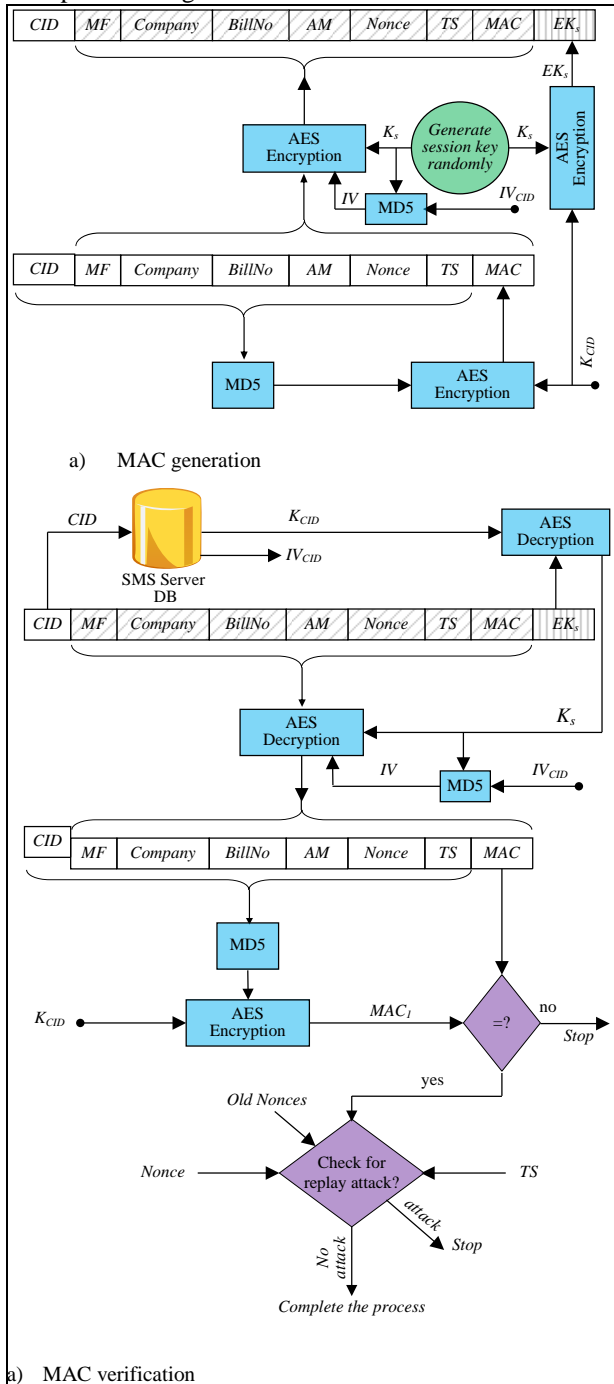 CID MF Company BillNo AM Nonce TS MAC EKs
EKs
AES Encryption
Ks
Generate session key randomly
Ks
AES Encryption
IV
MD5
IVCID
CID MF Company BillNo AM Nonce TS MAC
KCID
MD5
AES Encryption
a) MAC generation
CID
KCID
AES Decryption
IVCID
SMS Server DB
CID MF Company BillNo AM Nonce TS MAC EKs
AES Decryption
Ks
IV
MD5
IVCID
CID MF Company BillNo AM Nonce TS MAC
MD5
KCID
AES Encryption
MAC1
=?
no
Stop
yes
Old Nonces
Nonce
Check for replay attack?
TS
attack
Stop
No attack
Complete the process
a) MAC verification